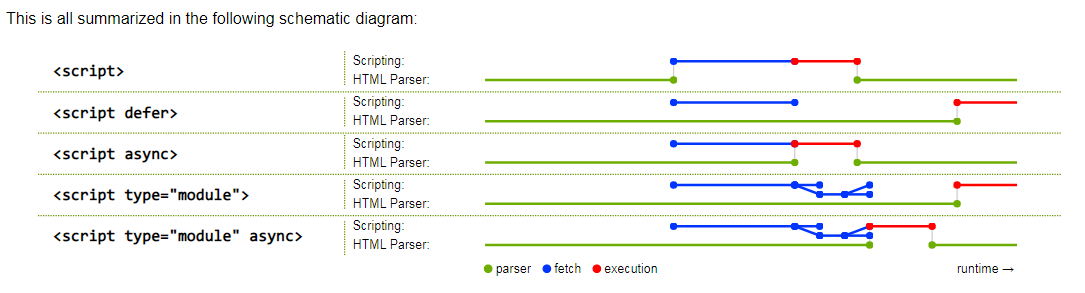 This is all summarized in the following schematic diagram:
<script>
Scripting:
HTML Parser:
<script defer>
Scripting:
HTML Parser:
<script async>
Scripting:
HTML Parser:
<script type="module">
Scripting:
HTML Parser:
<script type="module" async>
Scripting:
HTML Parser:
parser fetch execution runtime →